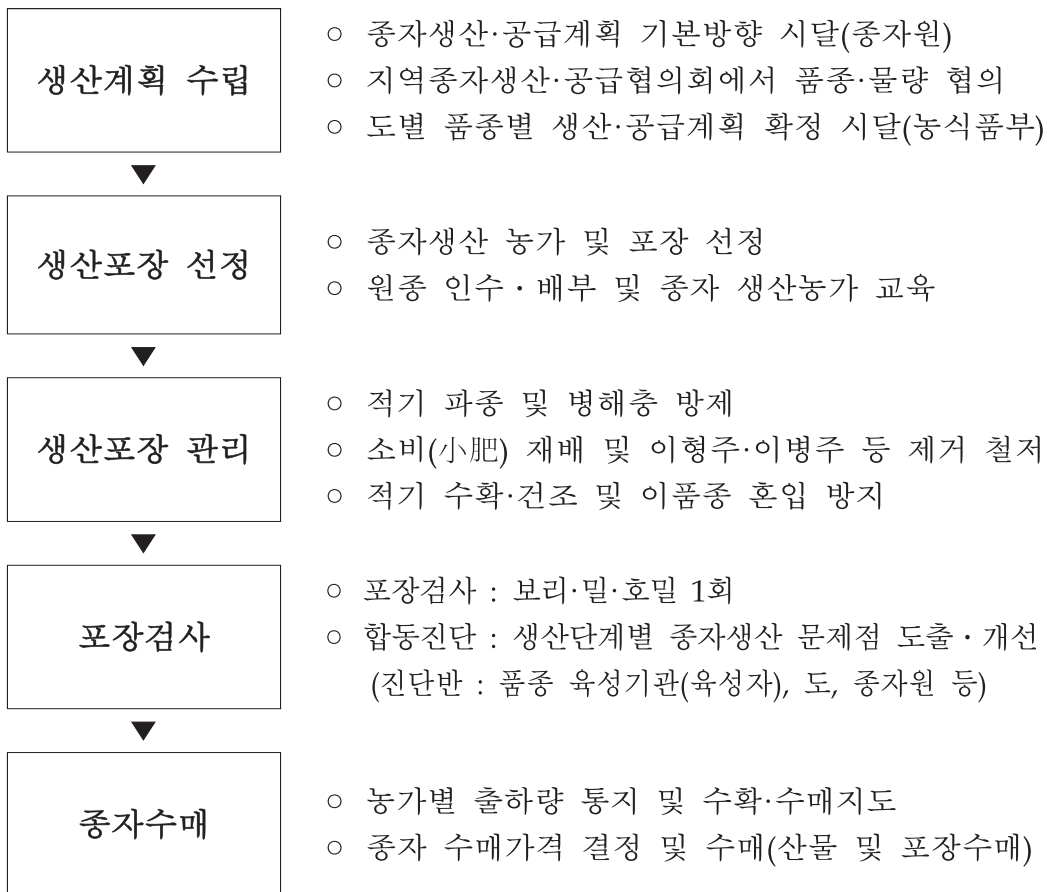 생산계획 수립
○ 종자생산·공급계획 기본방향 시달(종자원)
○ 지역종자생산·공급협의회에서 품종·물량 협의
○ 도별 품종별 생산·공급계획 확정 시달(농식품부)
▼
생산포장 선정
○ 종자생산 농가 및 포장 선정
○ 원종 인수・배부 및 종자 생산농가 교육
▼
생산포장 관리
○ 적기 파종 및 병해충 방제
○ 소비(小肥) 재배 및 이형주·이병주 등 제거 철저
○ 적기 수확·건조 및 이품종 혼입 방지
▼
포장검사
○ 포장검사 : 보리·밀·호밀 1회
○ 합동진단 : 생산단계별 종자생산 문제점 도출・개선
(진단반 : 품종 육성기관(육성자), 도, 종자원 등)
▼
종자수매
○ 농가별 출하량 통지 및 수확·수매지도
○ 종자 수매가격 결정 및 수매(산물 및 포장수매)